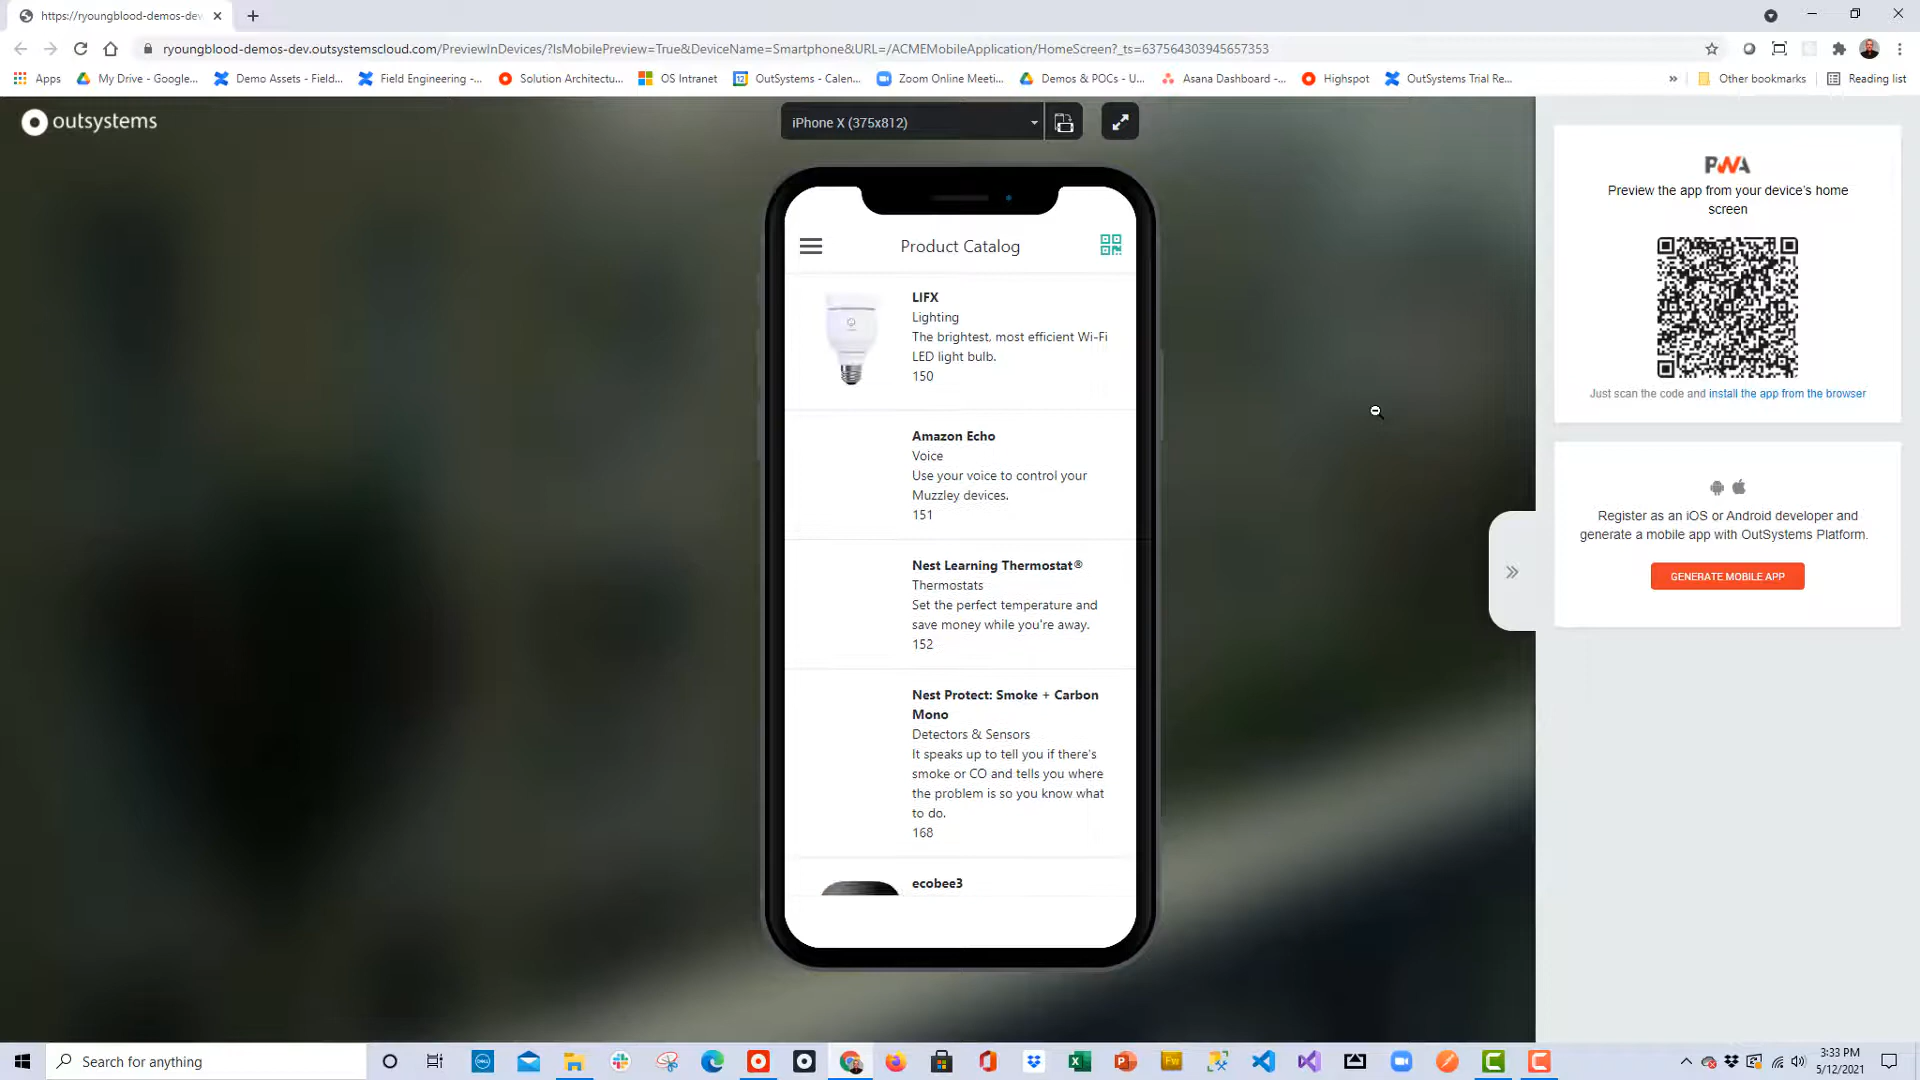 https://ryoungblood-demos-dev
ryoungblood-demos-dev.outsystemscloud.com/PreviewInDevices/?IsMobilePreview=True&DeviceName=Smartphone&URL=/ACMEMobileApplication/HomeScreen?_ts=637564303945657353
Apps
My Drive - Google...
Demo Assets - Field...
Field Engineering -...
Solution Architectu...
OS Intranet
OutSystems - Calen...
Zoom Online Meeti...
Demos & POCs - U...
Asana Dashboard -...
Highspot
OutSystems Trial Re...
»
Other bookmarks
Reading list
outsystems
iPhone X (375x812)
Product Catalog
LIFX
Lighting
The brightest, most efficient Wi-Fi
LED light bulb.
150
Amazon Echo
Voice
Use your voice to control your
Muzzley devices.
151
Nest Learning Thermostat®
Thermostats
Set the perfect temperature and
save money while you're away.
152
Nest Protect: Smoke + Carbon
Mono
Detectors & Sensors
It speaks up to tell you if there's
smoke or CO and tells you where
the problem is so you know what
to do.
168
ecobee3
PWA
Preview the app from your device's home
screen
Just scan the code and install the app from the browser
Register as an iOS or Android developer and
generate a mobile app with OutSystems Platform.
GENERATE MOBILE APP
Search for anything
3:33 PM
5/12/2021